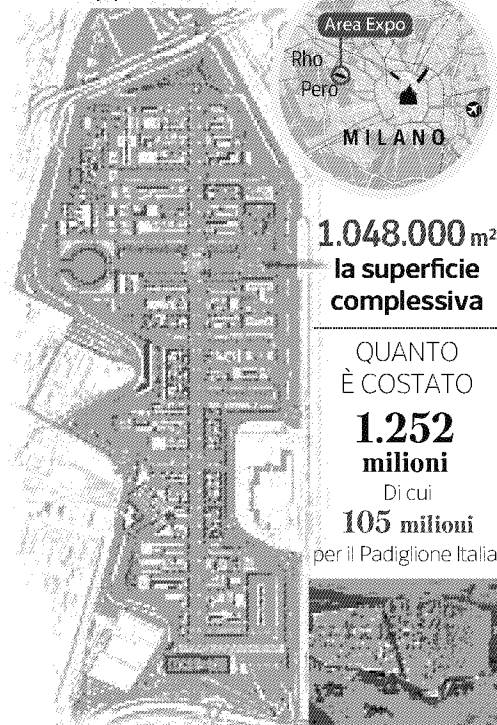 Area Expo
Rho
Pero
MILANO
1.048.000 m²
la superficie
complessiva
QUANTO
È COSTATO
1.252
milioni
Di cui
105 milioni
per il Padiglione Italia